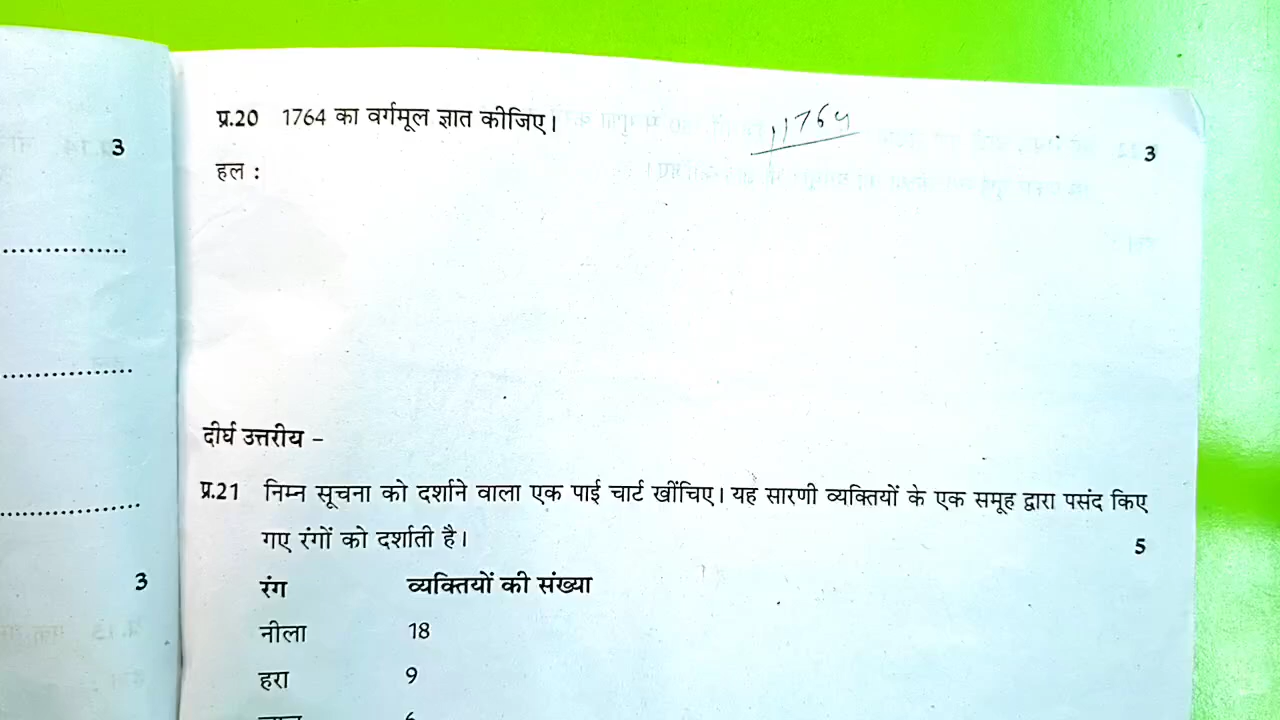 प्र.20 1764 का वर्गमूल ज्ञात कीजिए।
1764
3
3
हल :
दीर्घ उत्तरीय –
प्र.21 निम्न सूचना को दर्शाने वाला एक पाई चार्ट खींचिए। यह सारणी व्यक्तियों के एक समूह द्वारा पसंद किए
गए रंगों को दर्शाती है।
5
3
रंग व्यक्तियों की संख्या
नीला 18
हरा 9